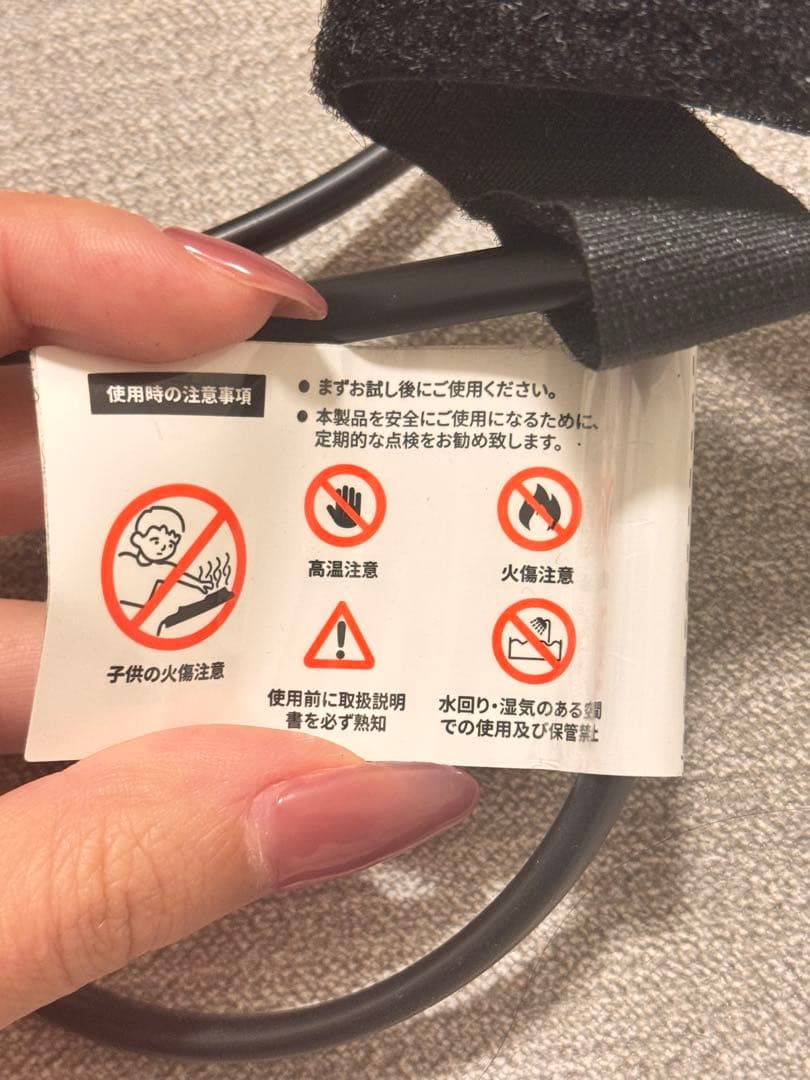 使用時の注意事項
● まずお試し後にご使用ください。
● 本製品を安全にご使用になるために、
定期的な点検をお勧め致します。
高温注意
火傷注意
子供の火傷注意
使用前に取扱説明
書を必ず熟知
水回り・湿気のある空間
での使用及び保管禁止